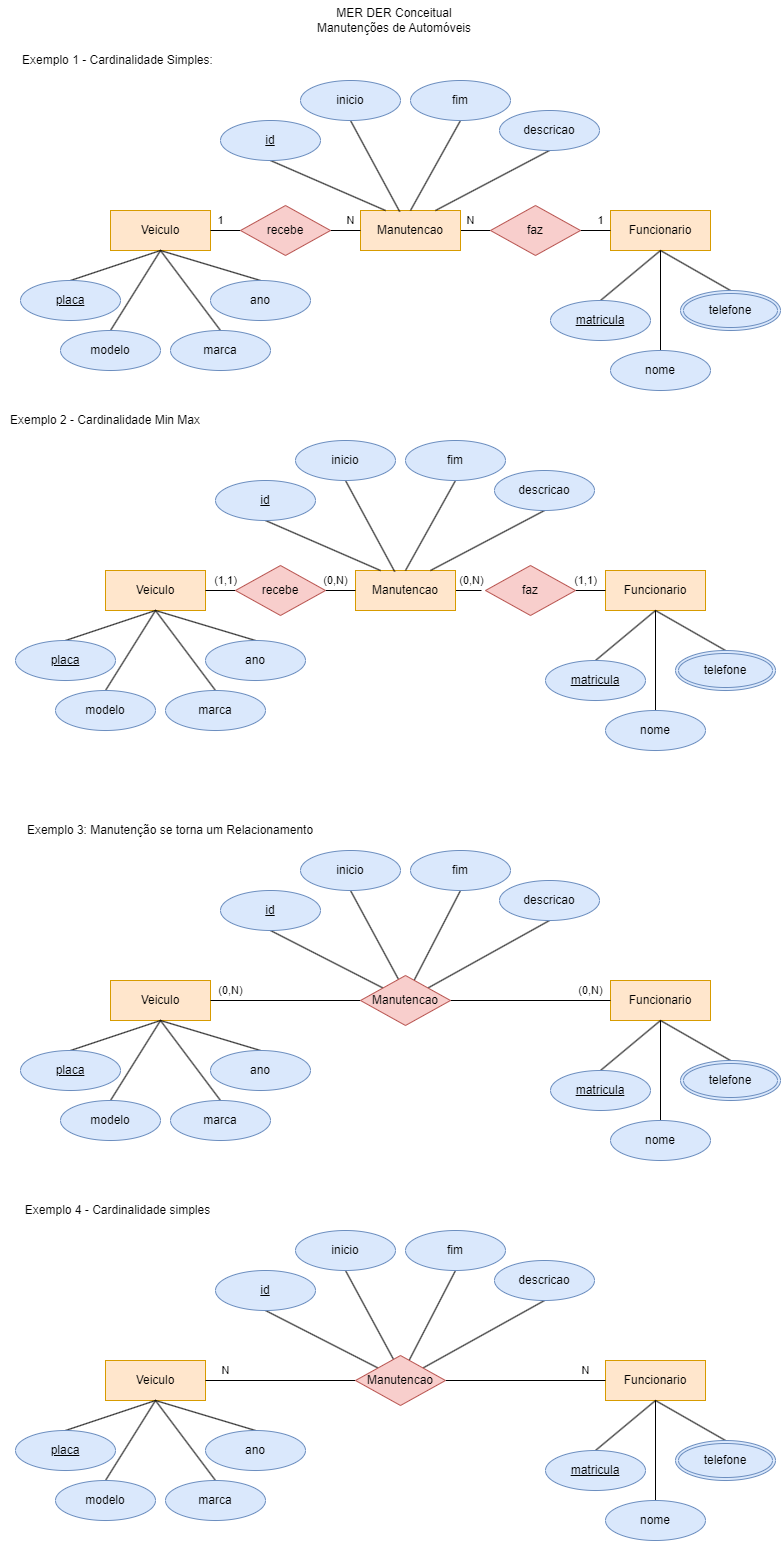 MER DER Conceitual
Manutenções de Automóveis
Exemplo 1 - Cardinalidade Simples:
inicio
fim
id
descricao
Veiculo
1
recebe
N
Manutencao
N
faz
1
Funcionario
placa
ano
matricula
telefone
modelo
marca
nome
Exemplo 2 - Cardinalidade Min Max
inicio
fim
id
descricao
Veiculo
(1,1)
recebe
(0,N)
Manutencao
(0,N)
faz
(1,1)
Funcionario
placa
ano
matricula
telefone
modelo
marca
nome
Exemplo 3: Manutenção se torna um Relacionamento
inicio
fim
id
descricao
Veiculo
(0,N)
Manutencao
(0,N)
Funcionario
placa
ano
matricula
telefone
modelo
marca
nome
Exemplo 4 - Cardinalidade simples
inicio
fim
id
descricao
Veiculo
N
Manutencao
N
Funcionario
placa
ano
matricula
telefone
modelo
marca
nome